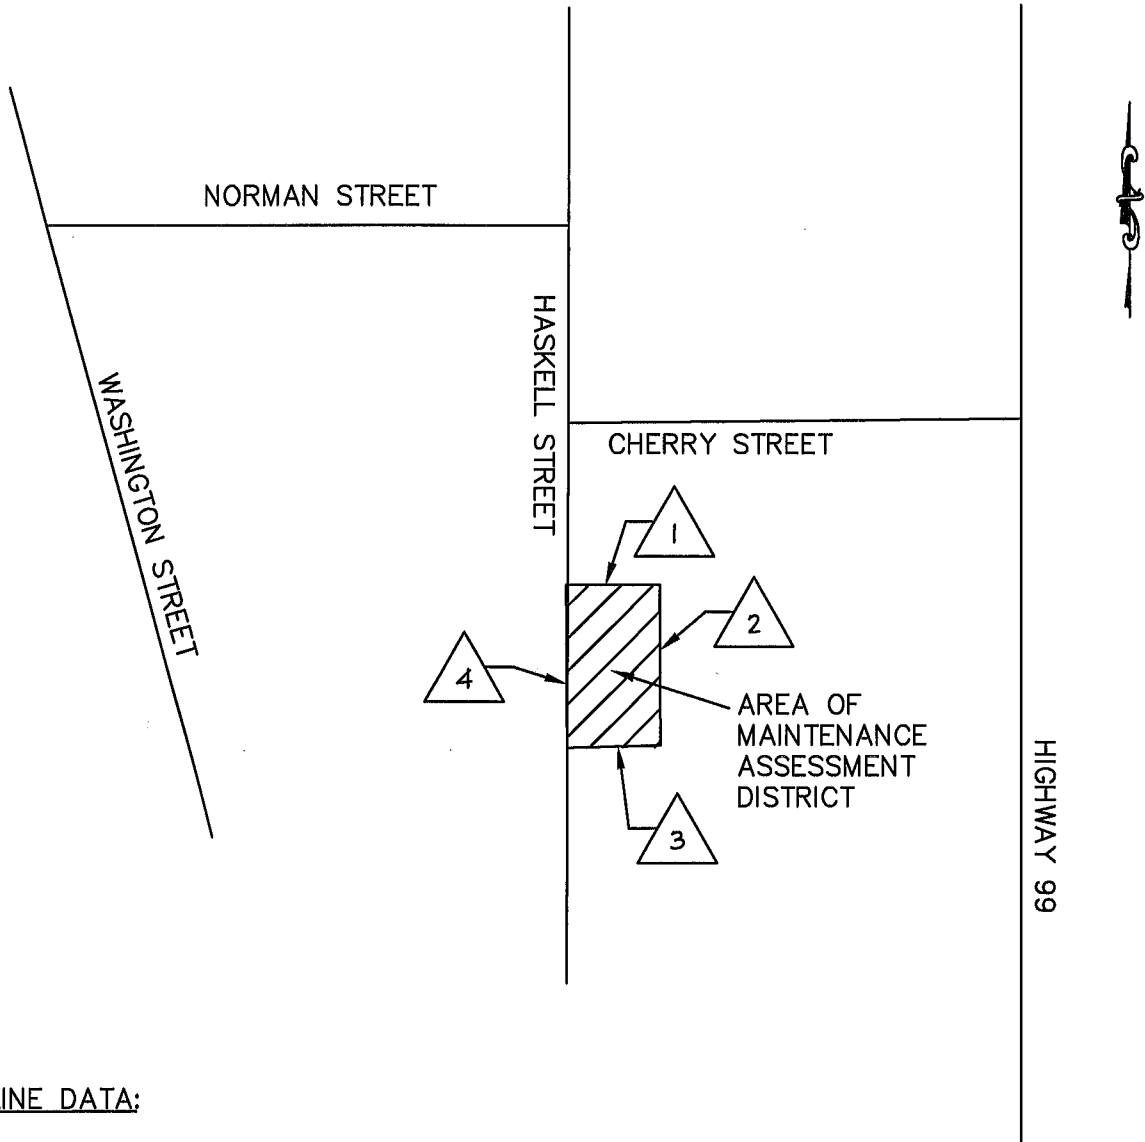 NORMAN STREET
HASKELL STREET
WASHINGTON STREET
CHERRY STREET
1
2
4
AREA OF
MAINTENANCE
ASSESSMENT
DISTRICT
3
HIGHWAY 99
INE DATA: